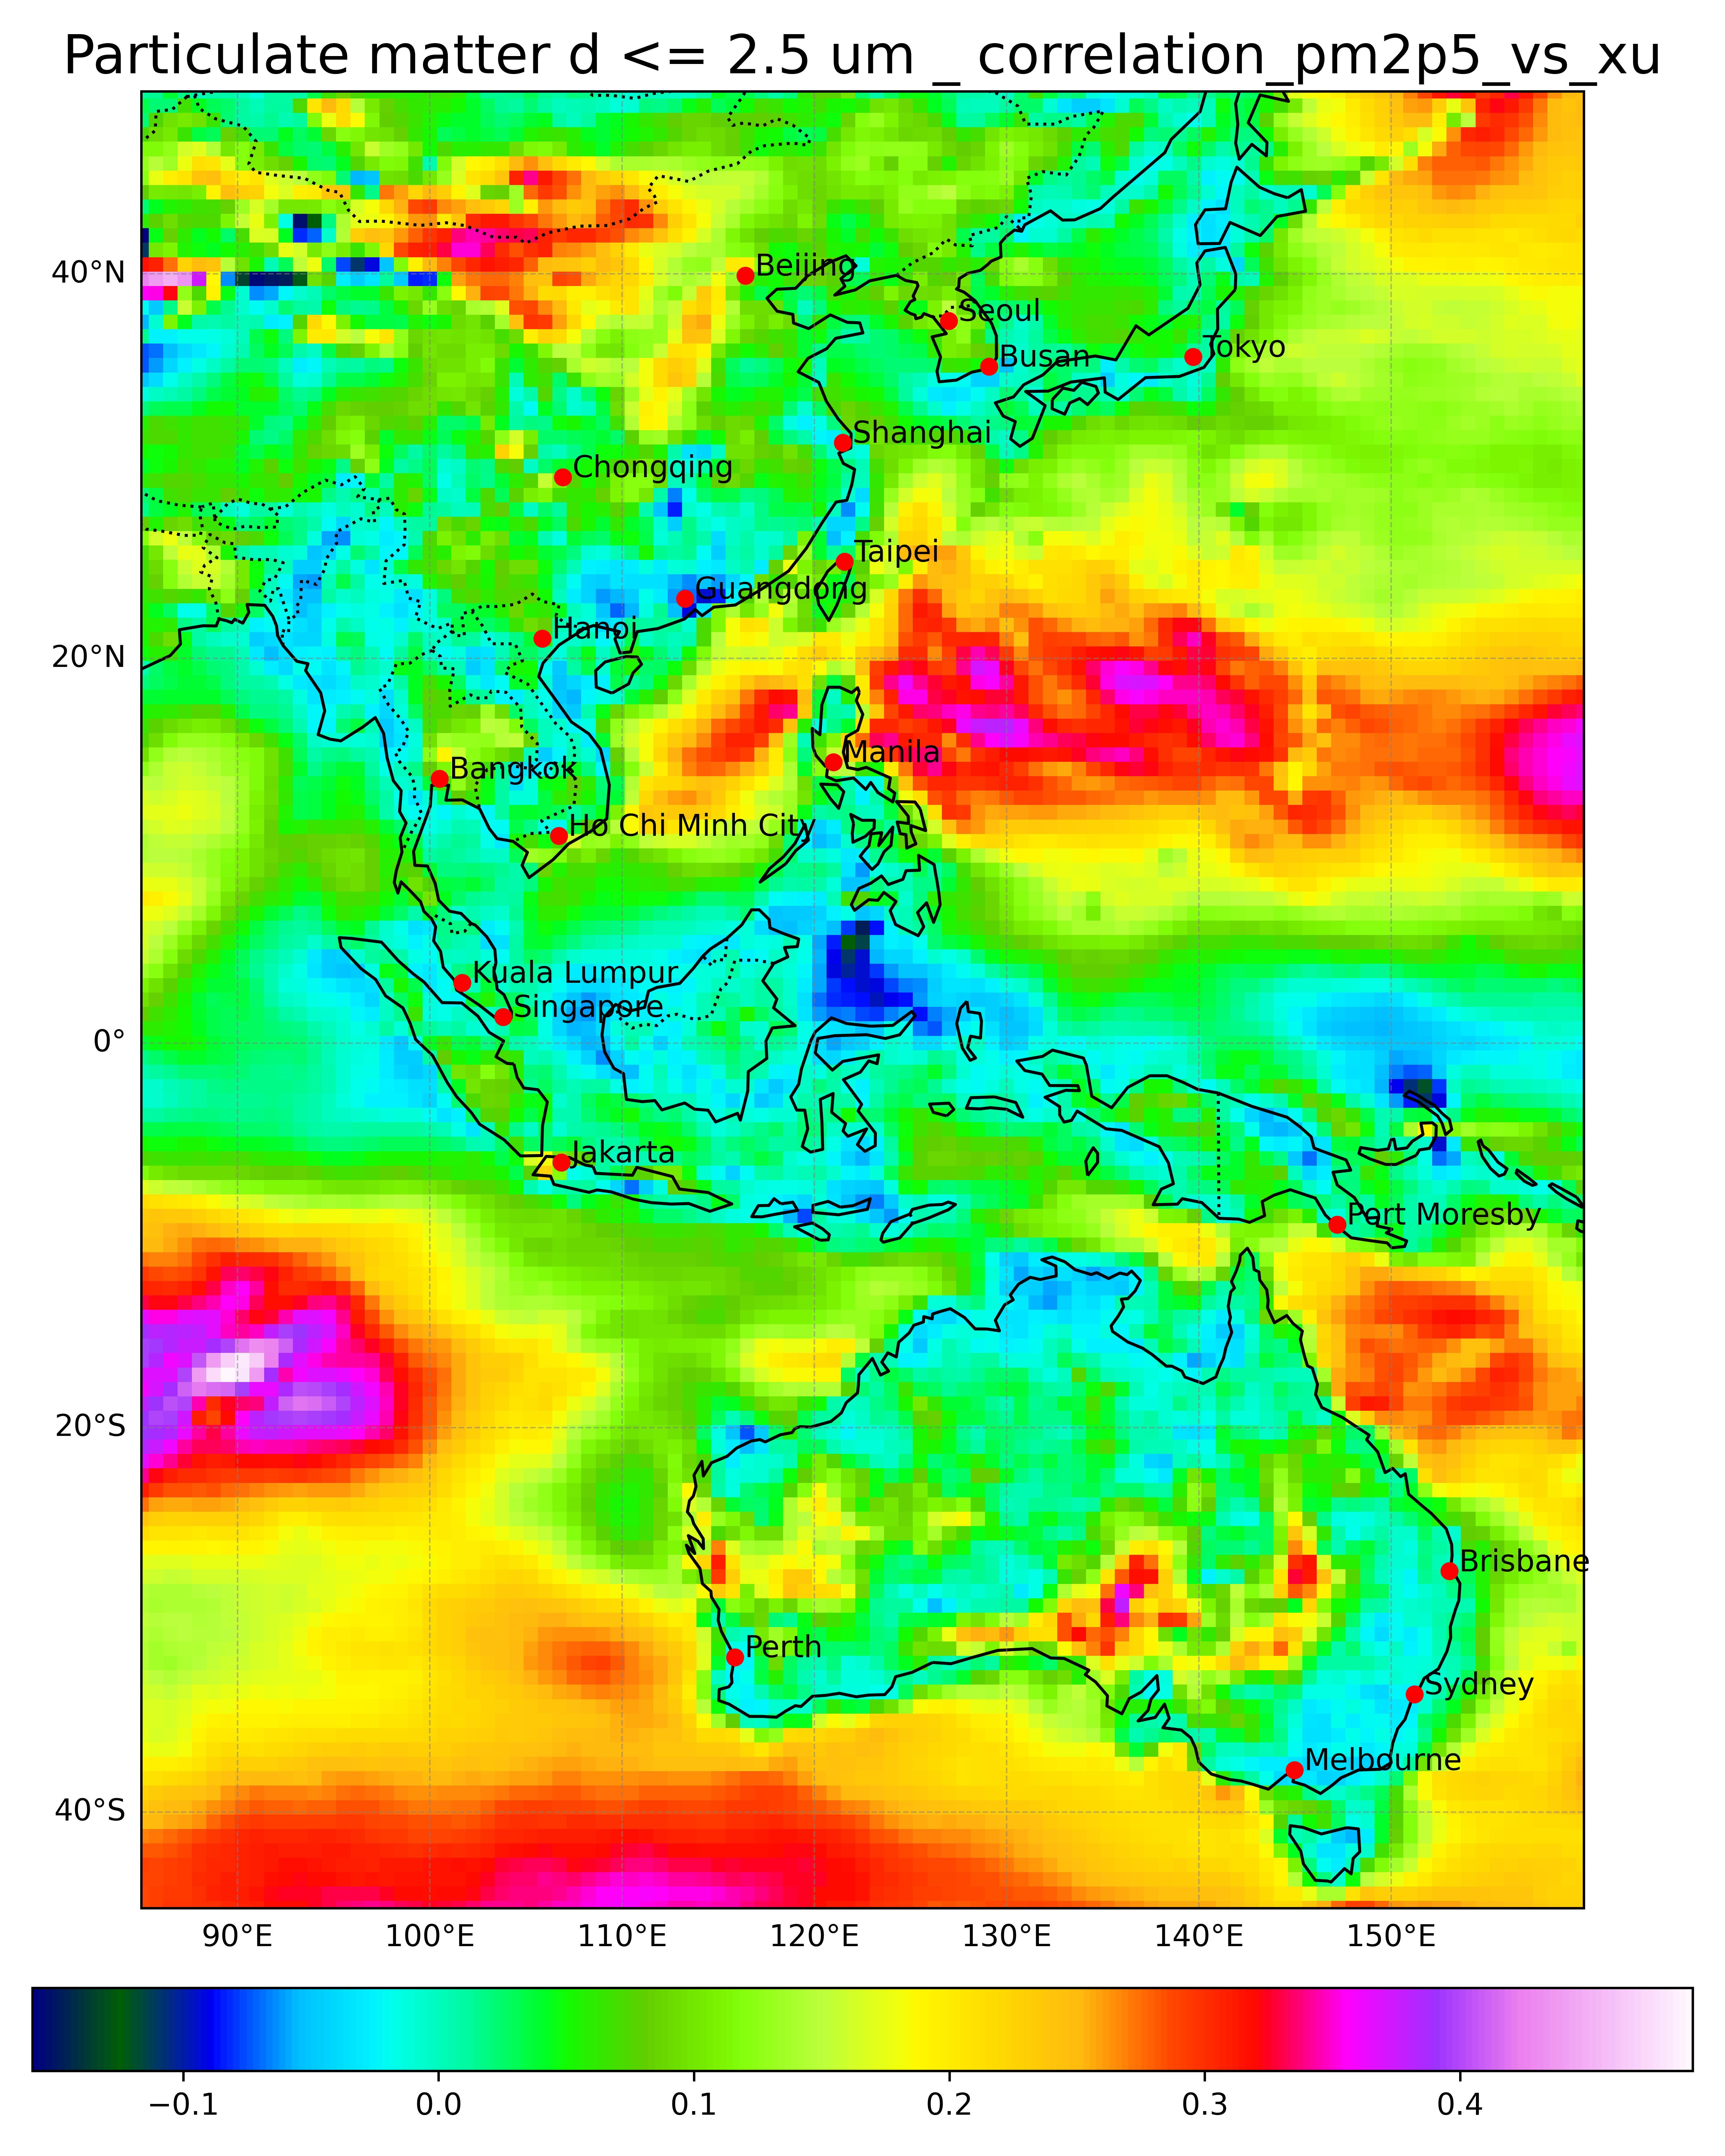 Particulate matter d <= 2.5 um _ correlation_pm2p5_vs_xu
40°N
20°N
0°
20°S
40°S
Beijing
Seoul
Tokyo
Busan
Shanghai
Chongqing
Taipei
Guangdong
Hanoi
Manila
Bangkok
Ho Chi Minh City
Kuala Lumpur
Singapore
Jakarta
Port Moresby
Brisbane
Perth
Sydney
Melbourne
90°E 100°E 110°E 120°E 130°E 140°E 150°E
−0.1 0.0 0.1 0.2 0.3 0.4